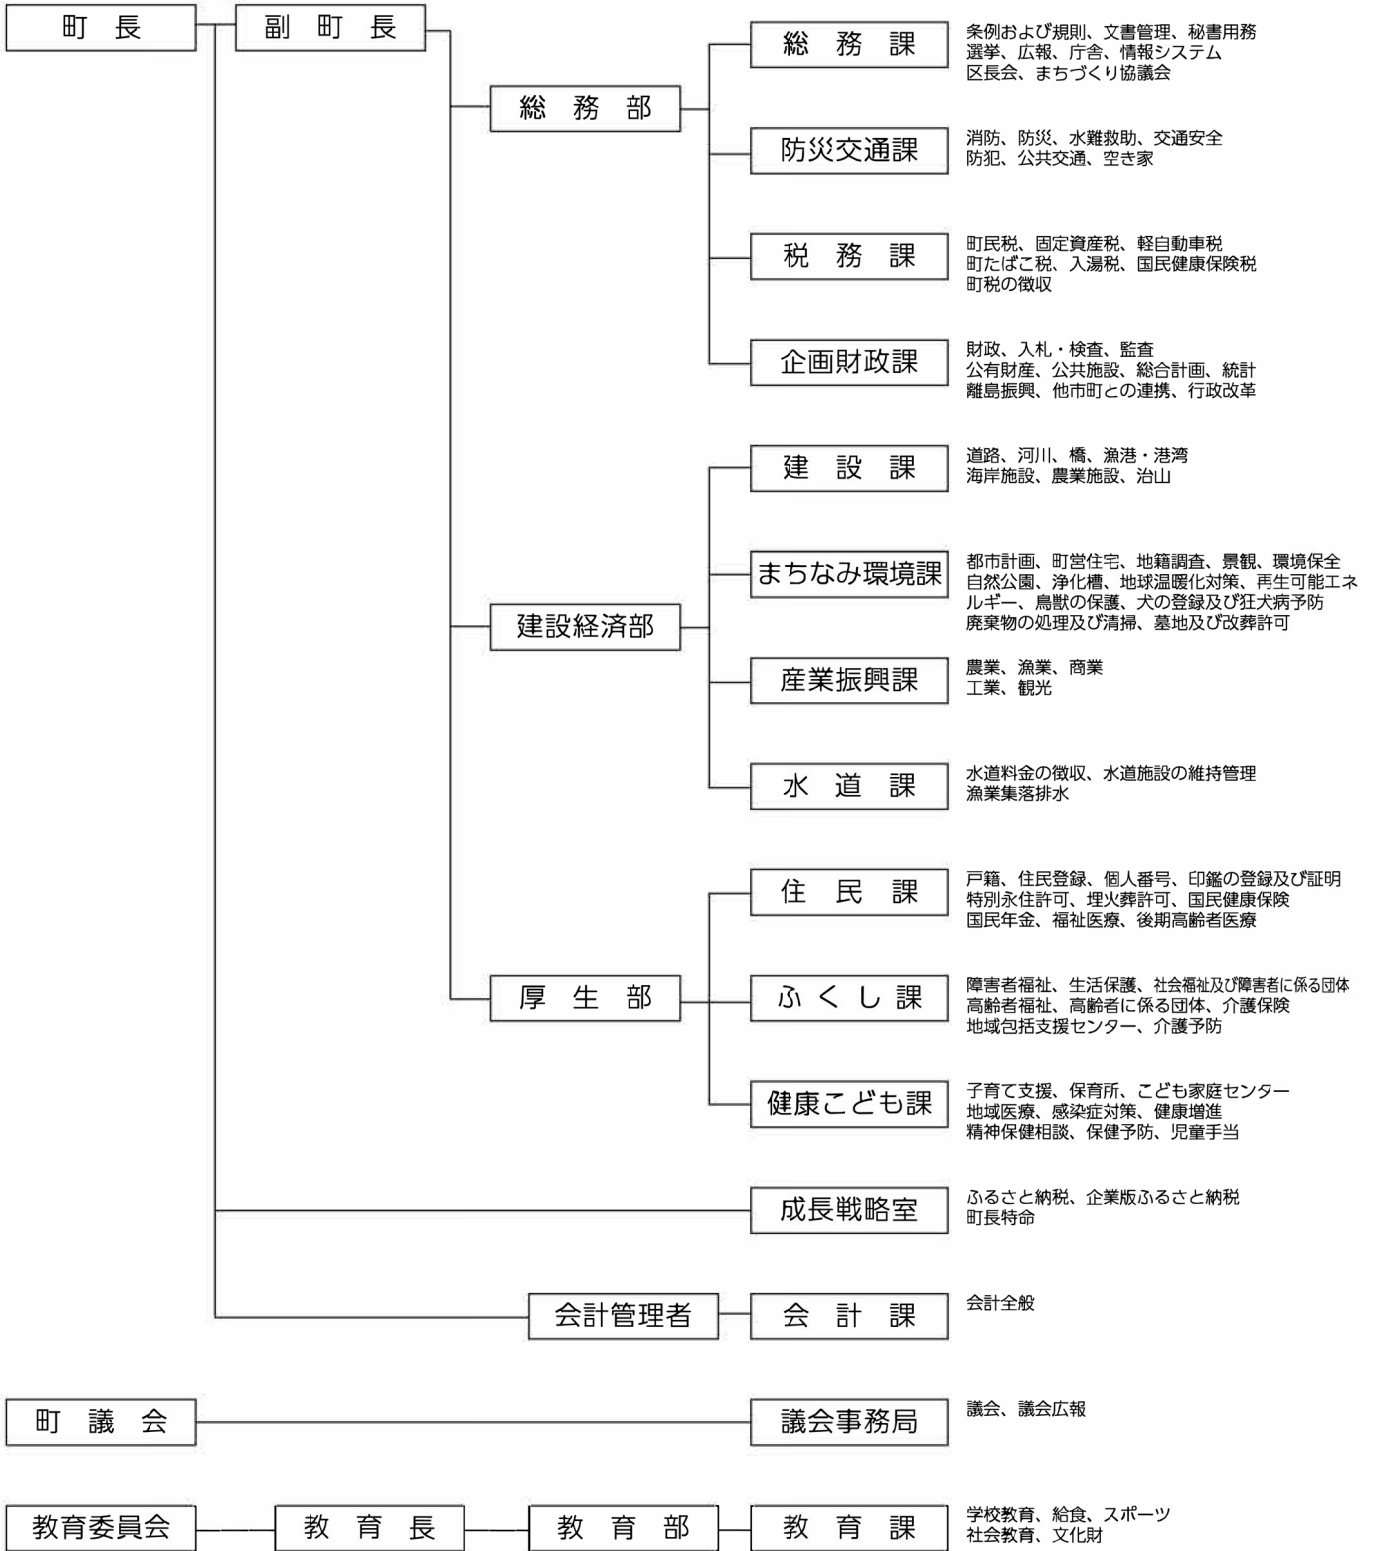 町長
副町長
総務部
総務課
条例および規則、文書管理、秘書用務
選挙、広報、庁舎、情報システム
区長会、まちづくり協議会
防災交通課
消防、防災、水難救助、交通安全
防犯、公共交通、空き家
税務課
町民税、固定資産税、軽自動車税
町たばこ税、入湯税、国民健康保険税
町税の徴収
企画財政課
財政、入札・検査、監査
公有財産、公共施設、総合計画、統計
離島振興、他市町との連携、行政改革
建設経済部
建設課
道路、河川、橋、漁港・港湾
海岸施設、農業施設、治山
まちなみ環境課
都市計画、町営住宅、地籍調査、景観、環境保全
自然公園、浄化槽、地球温暖化対策、再生可能エネ
ルギー、鳥獣の保護、犬の登録及び狂犬病予防
廃棄物の処理及び清掃、墓地及び改葬許可
産業振興課
農業、漁業、商業
工業、観光
水道課
水道料金の徴収、水道施設の維持管理
漁業集落排水
厚生部
住民課
戸籍、住民登録、個人番号、印鑑の登録及び証明
特別永住許可、埋火葬許可、国民健康保険
国民年金、福祉医療、後期高齢者医療
ふくし課
障害者福祉、生活保護、社会福祉及び障害者に係る団体
高齢者福祉、高齢者に係る団体、介護保険
地域包括支援センター、介護予防
健康こども課
子育て支援、保育所、こども家庭センター
地域医療、感染症対策、健康増進
精神保健相談、保健予防、児童手当
成長戦略室
ふるさと納税、企業版ふるさと納税
町長特命
会計管理者
会計課
会計全般
町議会
議会事務局
議会、議会広報
教育委員会
教育長
教育部
教育課
学校教育、給食、スポーツ
社会教育、文化財